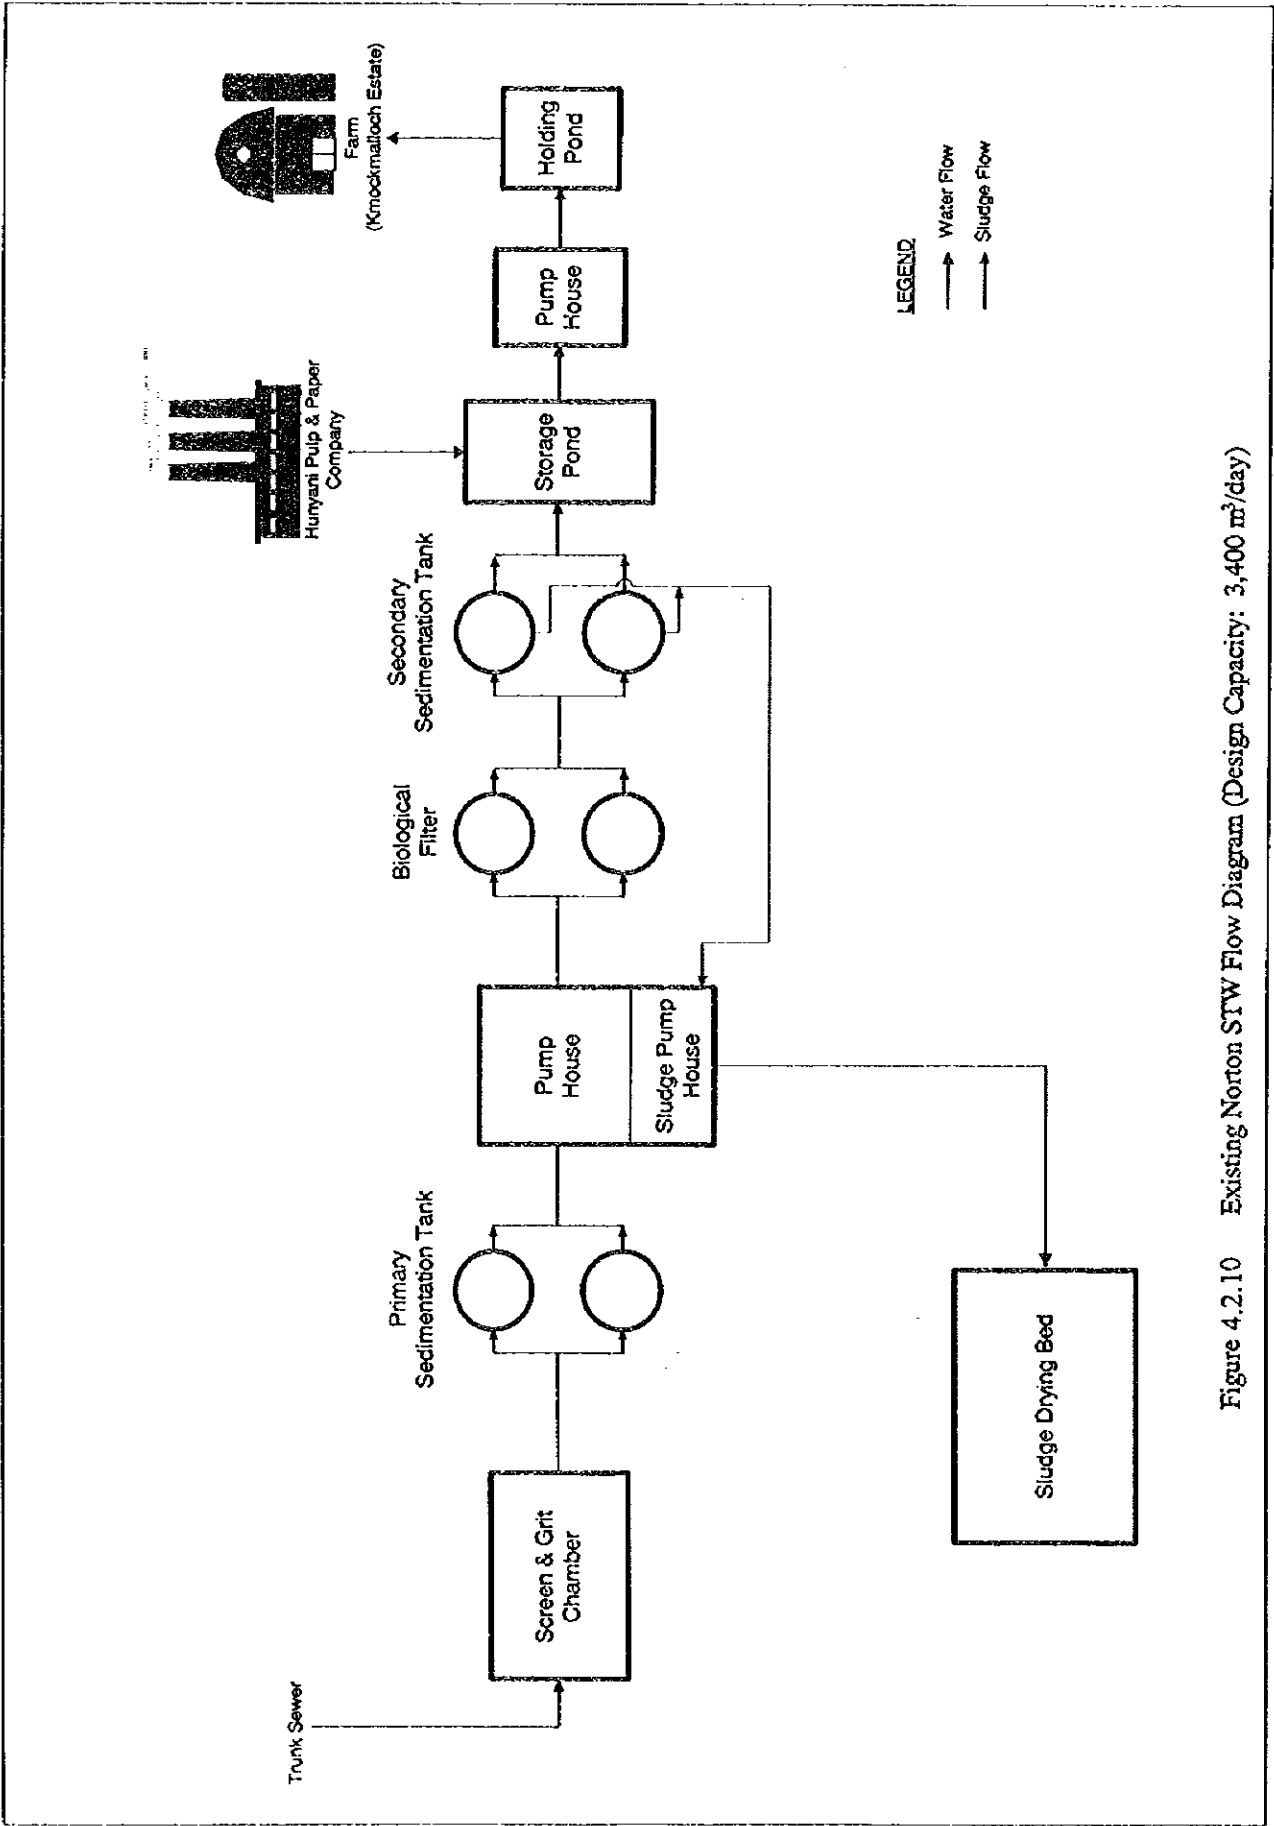 Trunk Sewer
Screen & Grit
Chamber
Primary
Sedimentation Tank
Pump
House
Sludge Pump
House
Sludge Drying Bed
Biological
Filter
Secondary
Sedimentation Tank
Hunyani Pulp & Paper
Company
Storage
Pond
Pump
House
Holding
Pond
Farm
(Knockmalloch Estate)
LEGEND
Water Flow
Sludge Flow
Figure 4.2.10 Existing Norton STW Flow Diagram (Design Capacity: 3,400 m³/day)